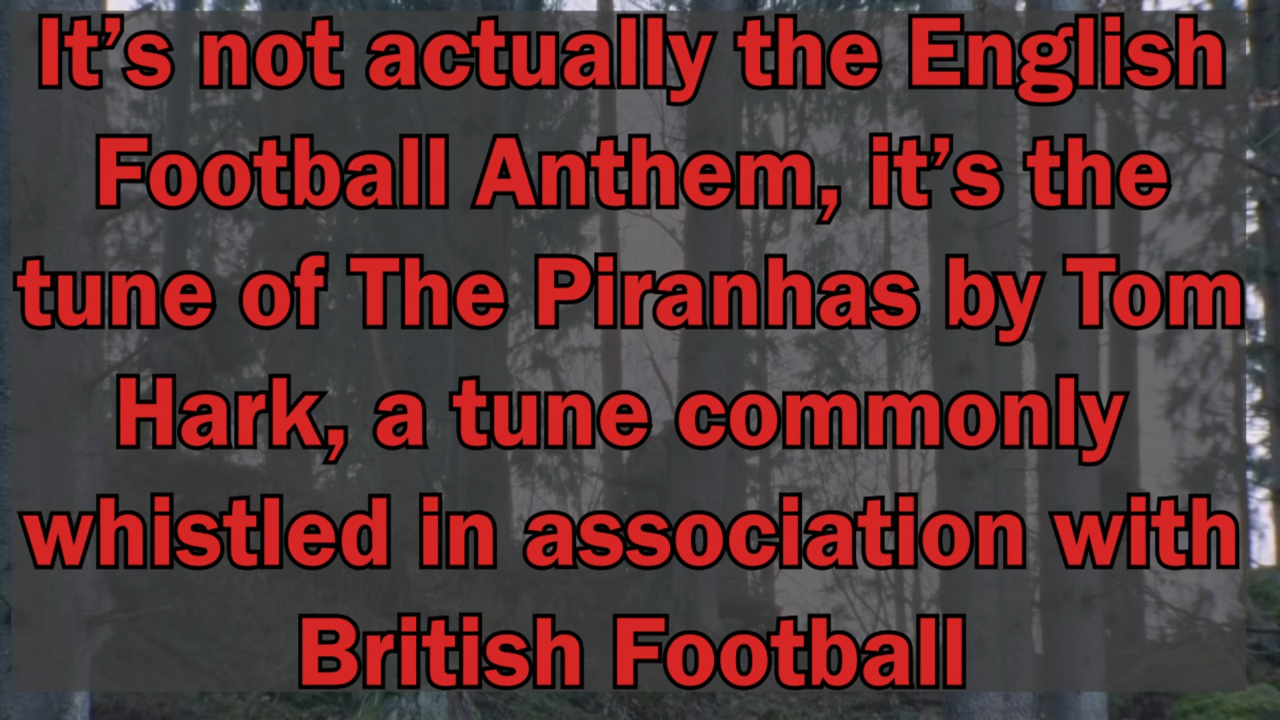 It’s not actually the English
Football Anthem, it’s the
tune of The Piranhas by Tom
Hark, a tune commonly
whistled in association with
British Football